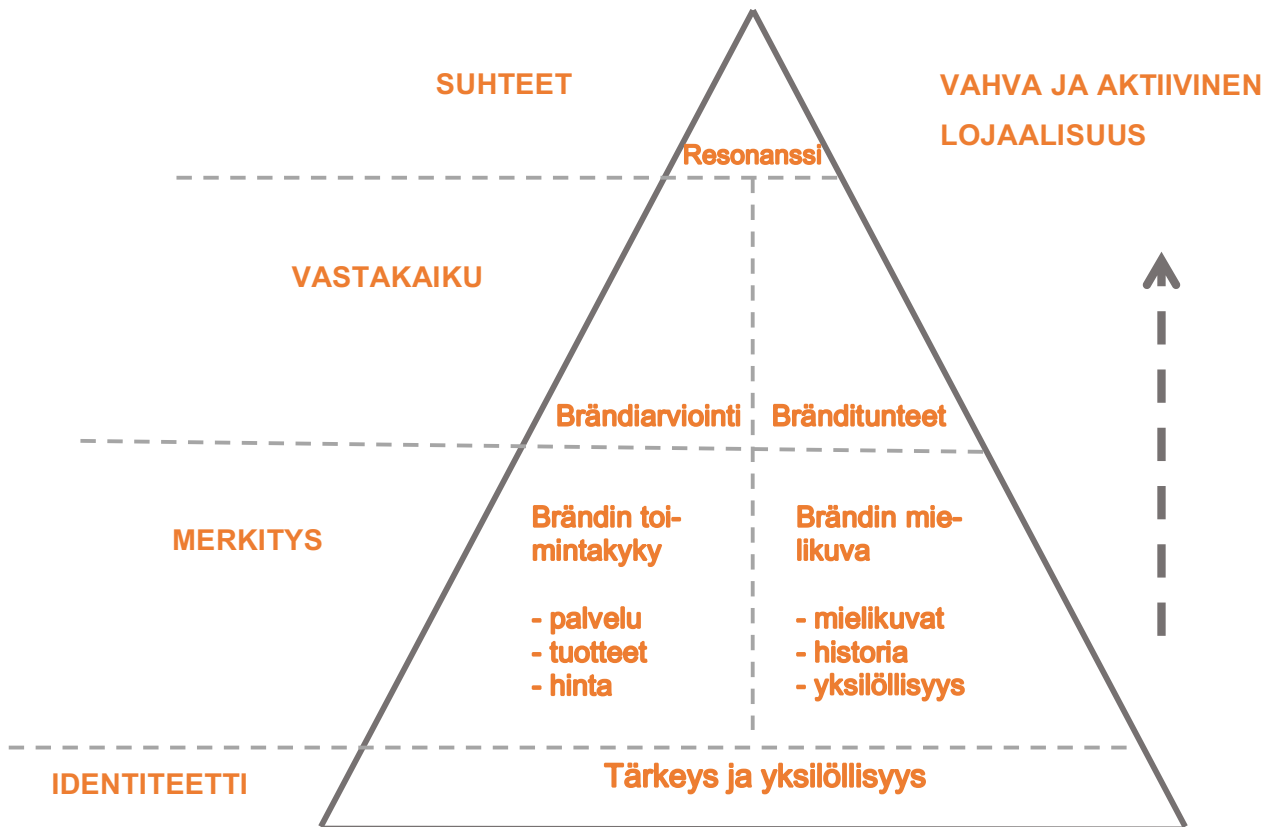 SUHTEET
VAHVA JA AKTIIVINEN
LOJAALISUUS
Resonanssi
VASTAKAIKU
Brändiarviointi
Bränditunteet
MERKITYS
Brändin toi-
mintakyky
- palvelu
- tuotteet
- hinta
Brändin mie-
likuva
- mielikuvat
- historia
- yksilöllisyys
IDENTITEETTI
Tärkeys ja yksilöllisyys